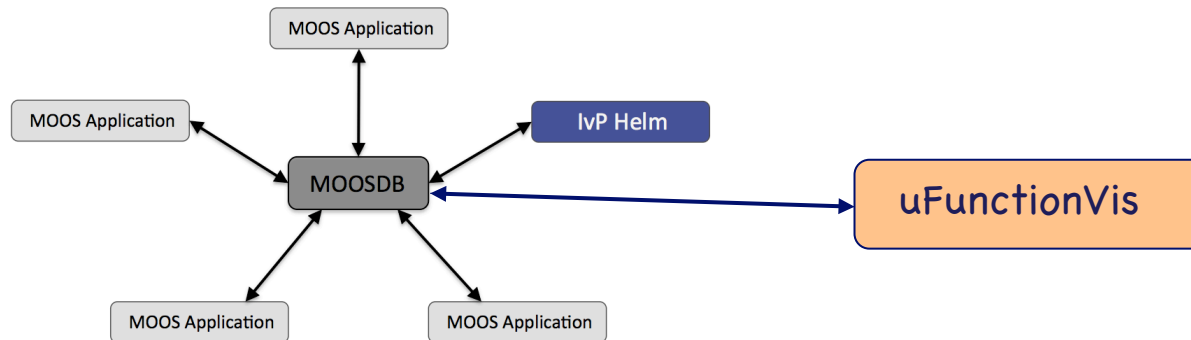 MOOS Application
MOOS Application
IvP Helm
MOOSDB
uFunctionVis
MOOS Application
MOOS Application